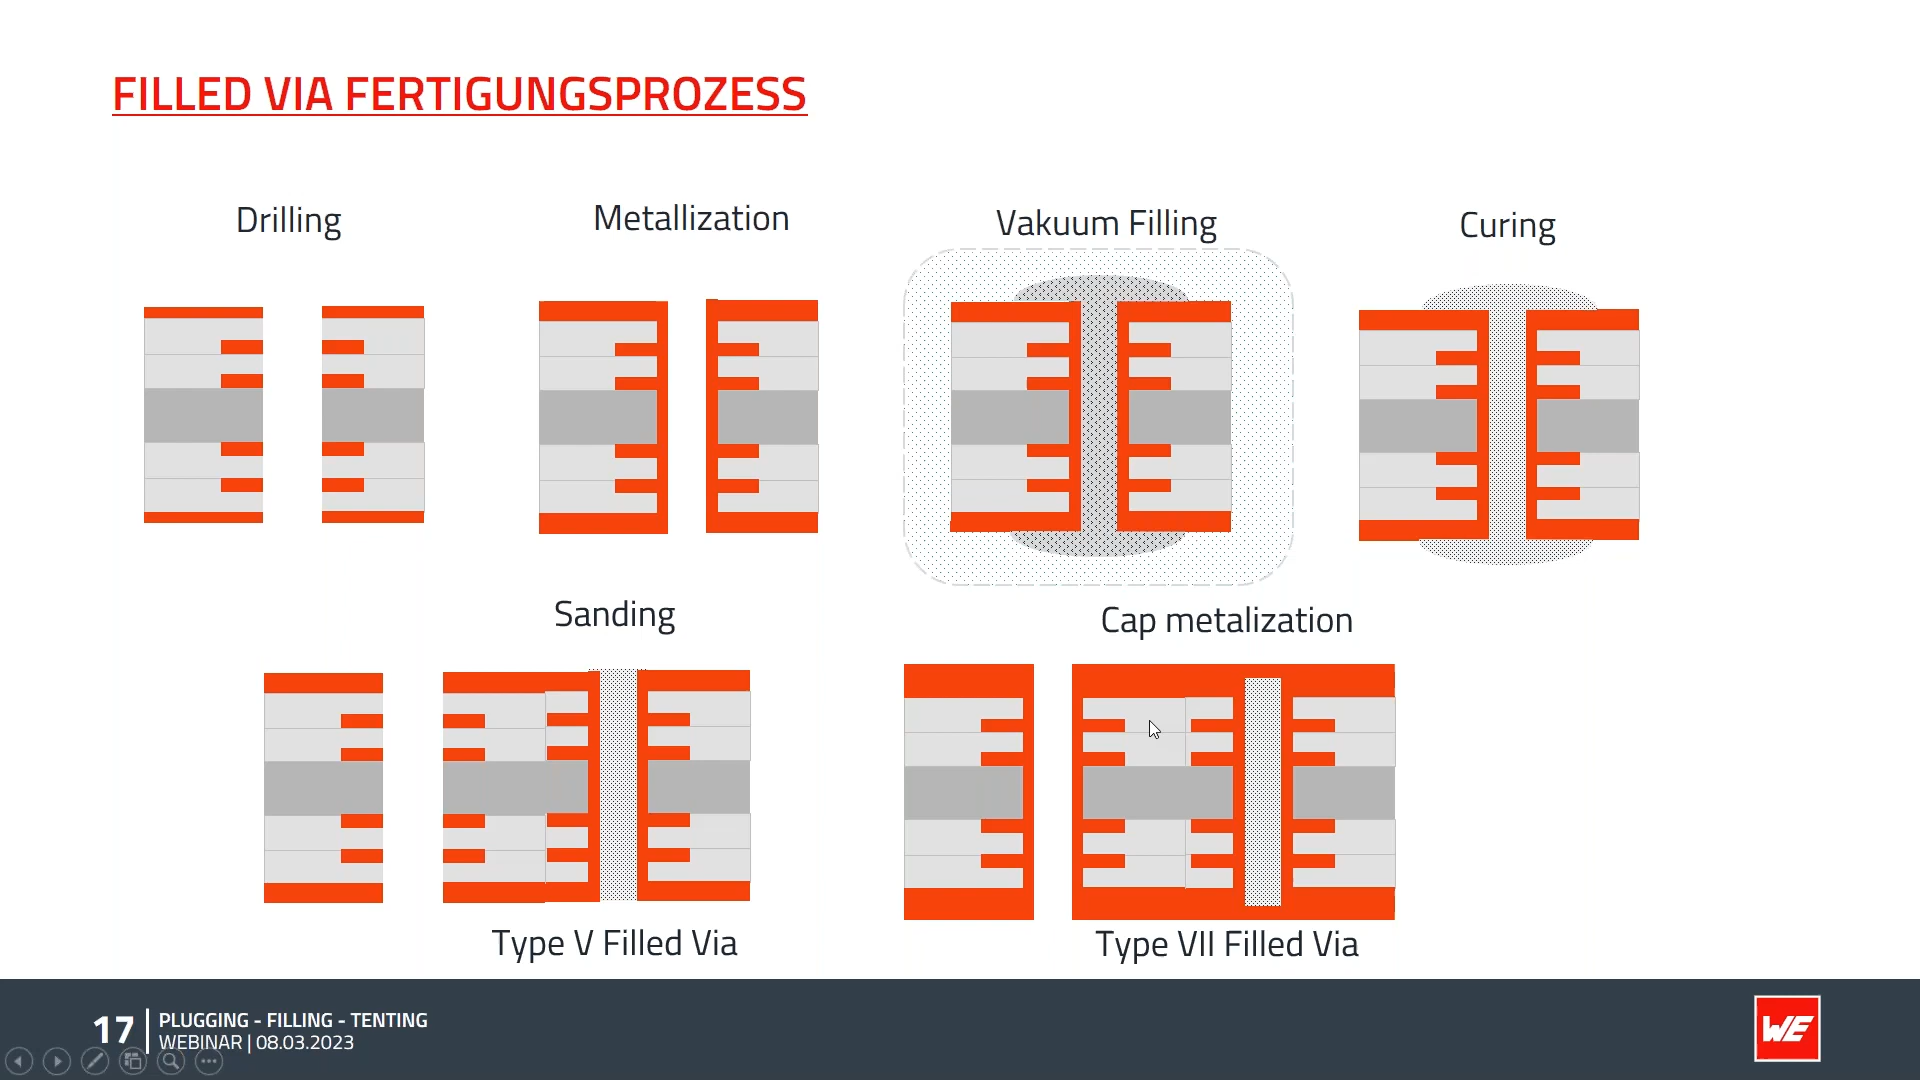 FILLED VIA FERTIGUNGSPROZESS
Drilling
Metallization
Vakuum Filling
Curing
Sanding
Cap metalization
Type V Filled Via
Type VII Filled Via
17
PLUGGING - FILLING - TENTING
WEBINAR | 08.03.2023
WE